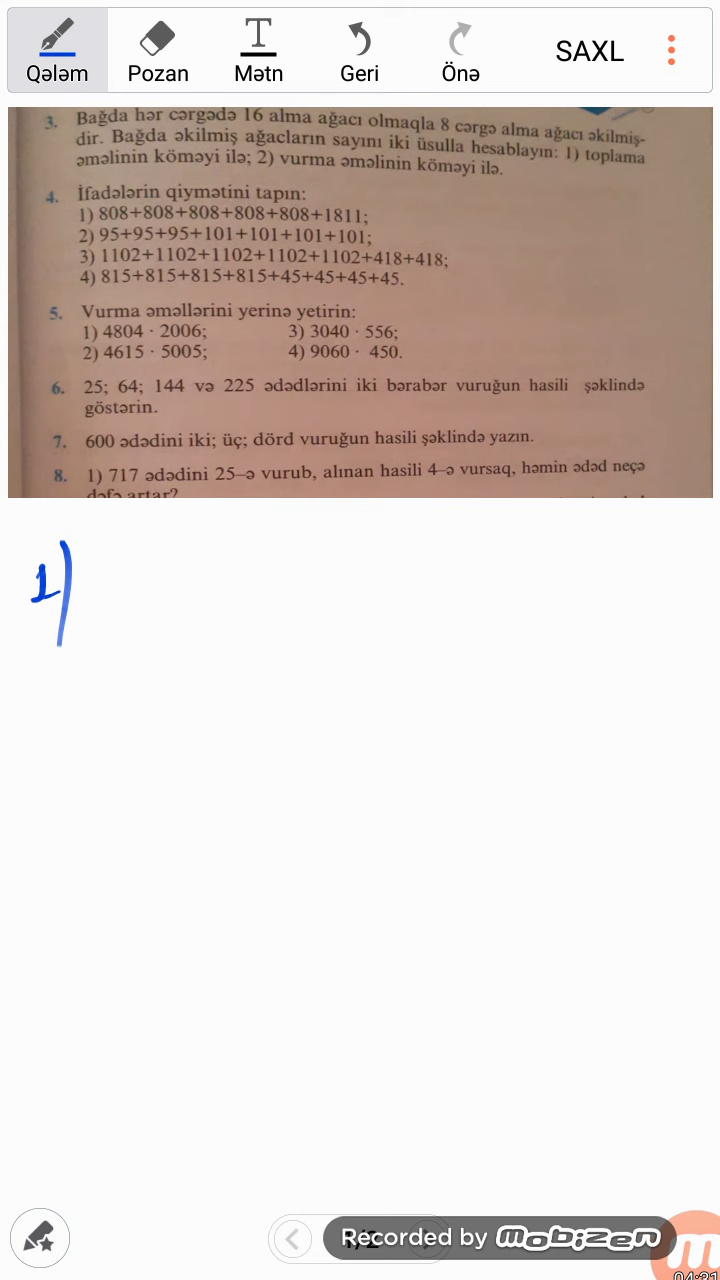 Qələm Pozan Mətn Geri Önə SAXL
3. Bağda hər cərgədə 16 alma ağacı olmaqla 8 cərgə alma ağacı əkilmiş-
dir. Bağda əkilmiş ağacların sayını iki üsulla hesablayın: 1) toplama
əməlinin köməyi ilə; 2) vurma əməlinin köməyi ilə.
4. İfadələrin qiymətini tapın:
1) 808+808+808+808+808+1811;
2) 95+95+95+101+101+101+101;
3) 1102+1102+1102+1102+1102+418+418;
4) 815+815+815+815+45+45+45+45.
5. Vurma əməllərini yerinə yetirin:
1) 4804 · 2006; 3) 3040 · 556;
2) 4615 · 5005; 4) 9060 · 450.
6. 25; 64; 144 və 225 ədədlərini iki bərabər vuruğun hasili şəklində
göstərin.
7. 600 ədədini iki; üç; dörd vuruğun hasili şəklində yazın.
8. 1) 717 ədədini 25–ə vurub, alınan hasili 4–ə vursaq, həmin ədəd neçə
dəfə artar?
1)
Recorded by mobizen
04:21